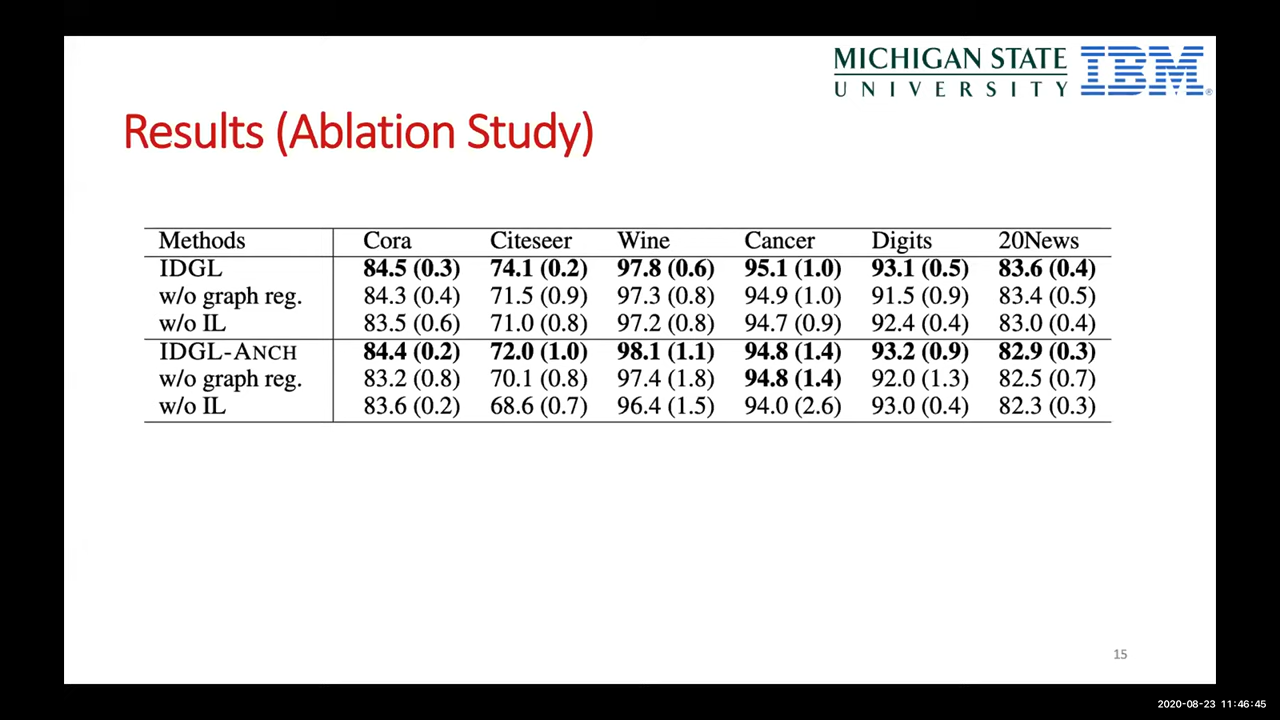 MICHIGAN STATE
UNIVERSITY
IBM®
Results (Ablation Study)
Methods Cora Citeseer Wine Cancer Digits 20News
IDGL 84.5 (0.3) 74.1 (0.2) 97.8 (0.6) 95.1 (1.0) 93.1 (0.5) 83.6 (0.4)
w/o graph reg. 84.3 (0.4) 71.5 (0.9) 97.3 (0.8) 94.9 (1.0) 91.5 (0.9) 83.4 (0.5)
w/o IL 83.5 (0.6) 71.0 (0.8) 97.2 (0.8) 94.7 (0.9) 92.4 (0.4) 83.0 (0.4)
IDGL-ANCH 84.4 (0.2) 72.0 (1.0) 98.1 (1.1) 94.8 (1.4) 93.2 (0.9) 82.9 (0.3)
w/o graph reg. 83.2 (0.8) 70.1 (0.8) 97.4 (1.8) 94.8 (1.4) 92.0 (1.3) 82.5 (0.7)
w/o IL 83.6 (0.2) 68.6 (0.7) 96.4 (1.5) 94.0 (2.6) 93.0 (0.4) 82.3 (0.3)
15
2020-08-23 11:46:45